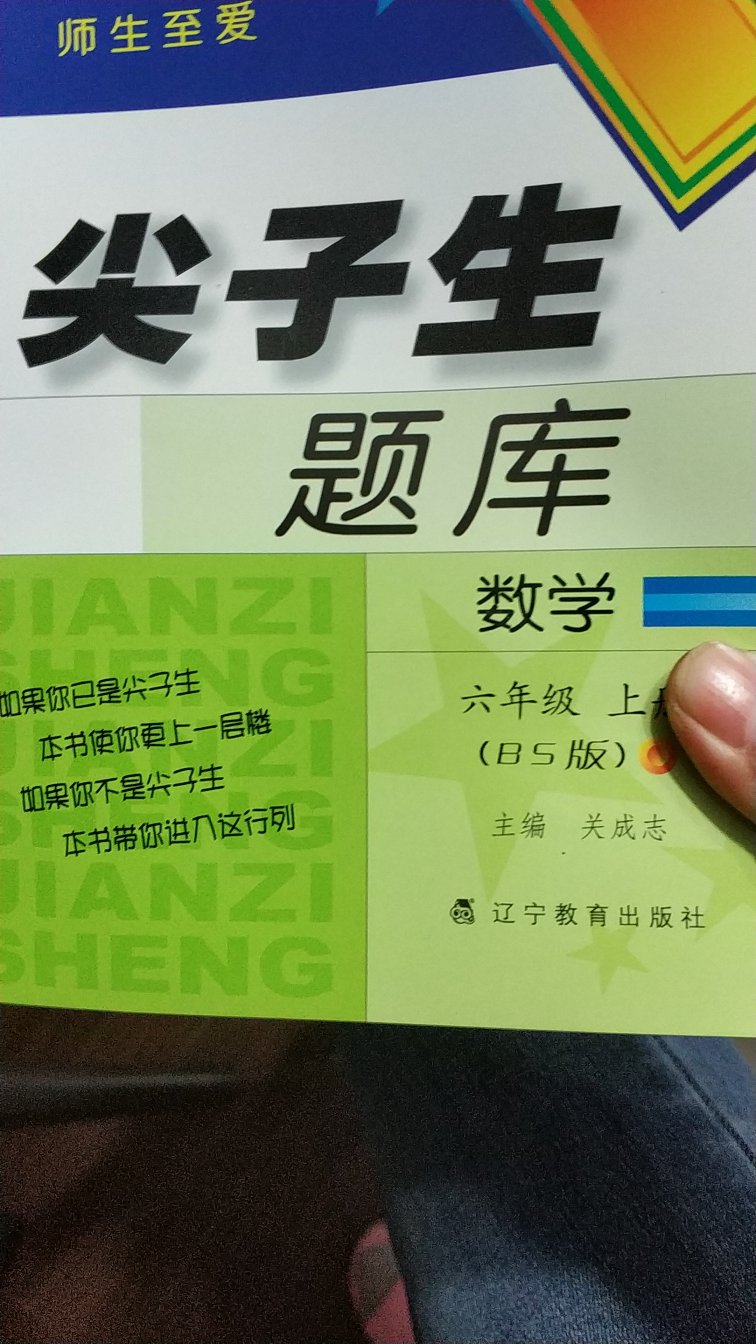 师生至爱
尖子生
题库
数学
六年级 上
(BS版)
主编 关成志
辽宁教育出版社
JIANZI
SHENG
如果你已是尖子生
本书使你更上一层楼
JIANZI
如果你不是尖子生
SHENG
本书带你进入这行列
JIANZI
SHENG